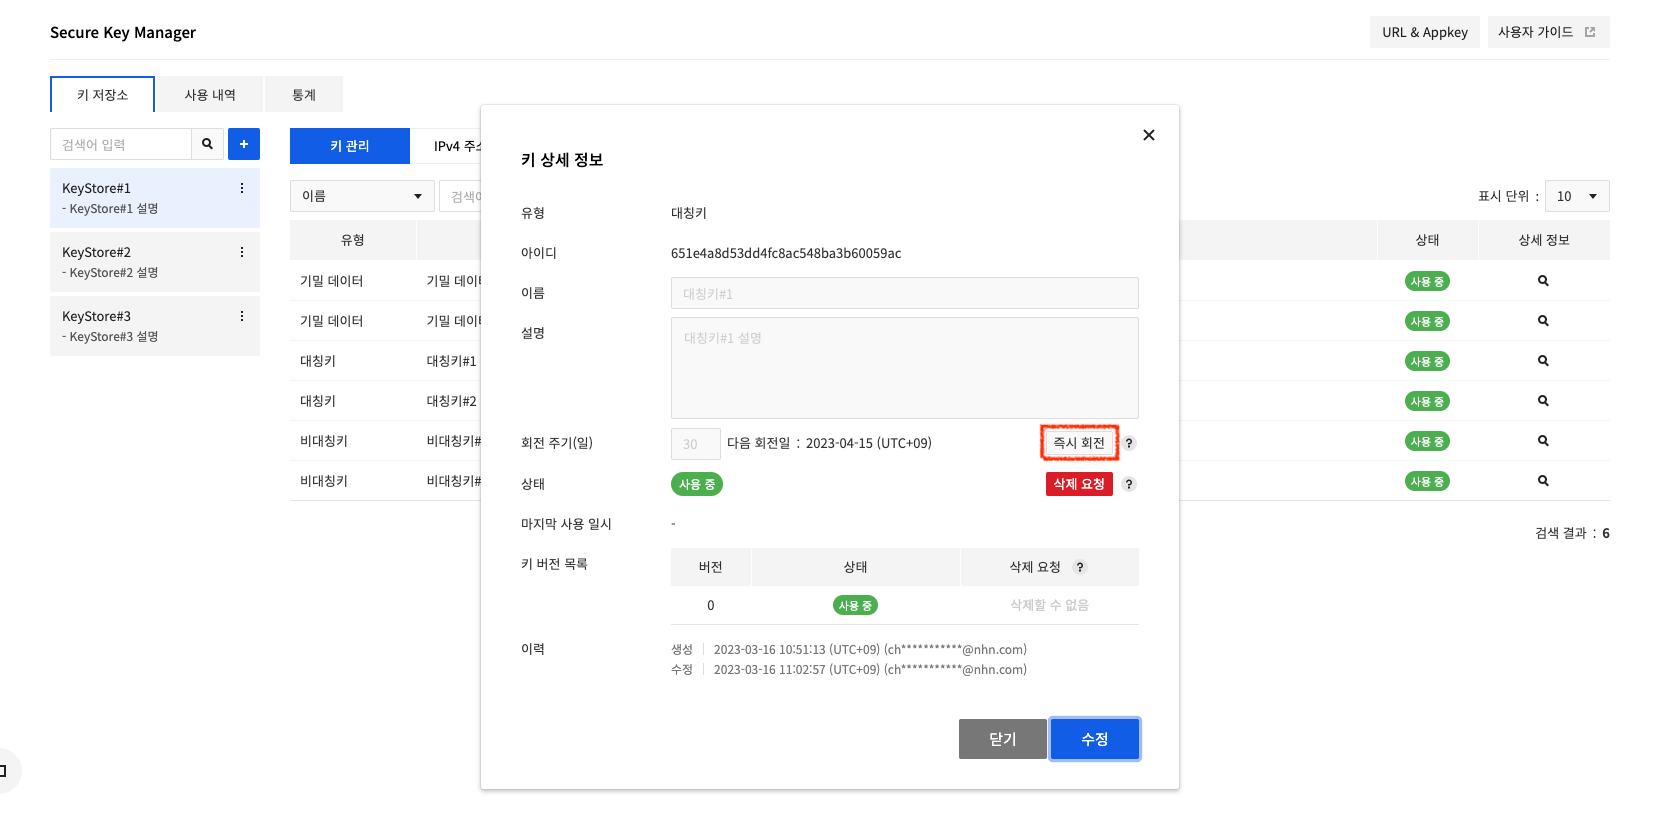 Secure Key Manager
URL & Appkey
사용자 가이드
키 저장소
사용 내역
통계
검색어 입력
+
KeyStore#1
- KeyStore#1 설명
KeyStore#2
- KeyStore#2 설명
KeyStore#3
- KeyStore#3 설명
키 관리
IPv4 주소
이름
검색어
표시 단위 :
10
유형
상태
상세 정보
기밀 데이터
기밀 데이터
사용 중
기밀 데이터
기밀 데이터
사용 중
대칭키
대칭키#1
사용 중
대칭키
대칭키#2
사용 중
비대칭키
비대칭키#
사용 중
비대칭키
비대칭키#
사용 중
검색 결과 : 6
키 상세 정보
유형
대칭키
아이디
651e4a8d53dd4fc8ac548ba3b60059ac
이름
대칭키#1
설명
대칭키#1 설명
회전 주기(일)
30
다음 회전일 : 2023-04-15 (UTC+09)
즉시 회전
?
상태
사용 중
삭제 요청
?
마지막 사용 일시
-
키 버전 목록
버전
상태
삭제 요청 ?
0
사용 중
삭제할 수 없음
이력
생성
2023-03-16 10:51:13 (UTC+09) (ch***********@nhn.com)
수정
2023-03-16 11:02:57 (UTC+09) (ch***********@nhn.com)
닫기
수정